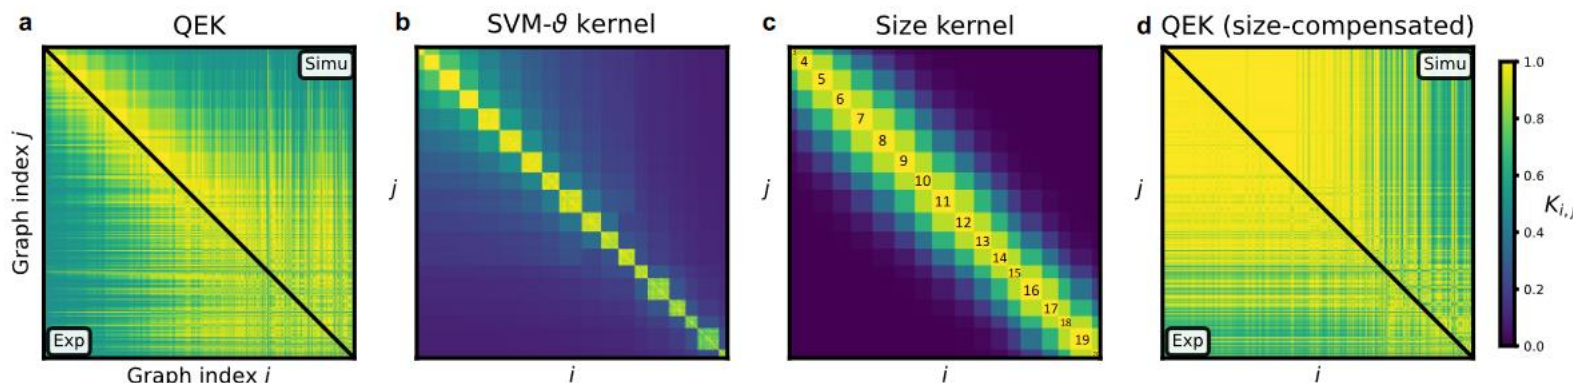 a QEK
Simu
Exp
Graph index j
Graph index i
b SVM-ϑ kernel
j
i
c Size kernel
4
5
6
7
8
9
10
11
12
13
14
15
16
17
18
19
j
i
d QEK (size-compensated)
Simu
Exp
j
i
1.0
0.8
0.6
0.4
0.2
0.0
K_{i,j}